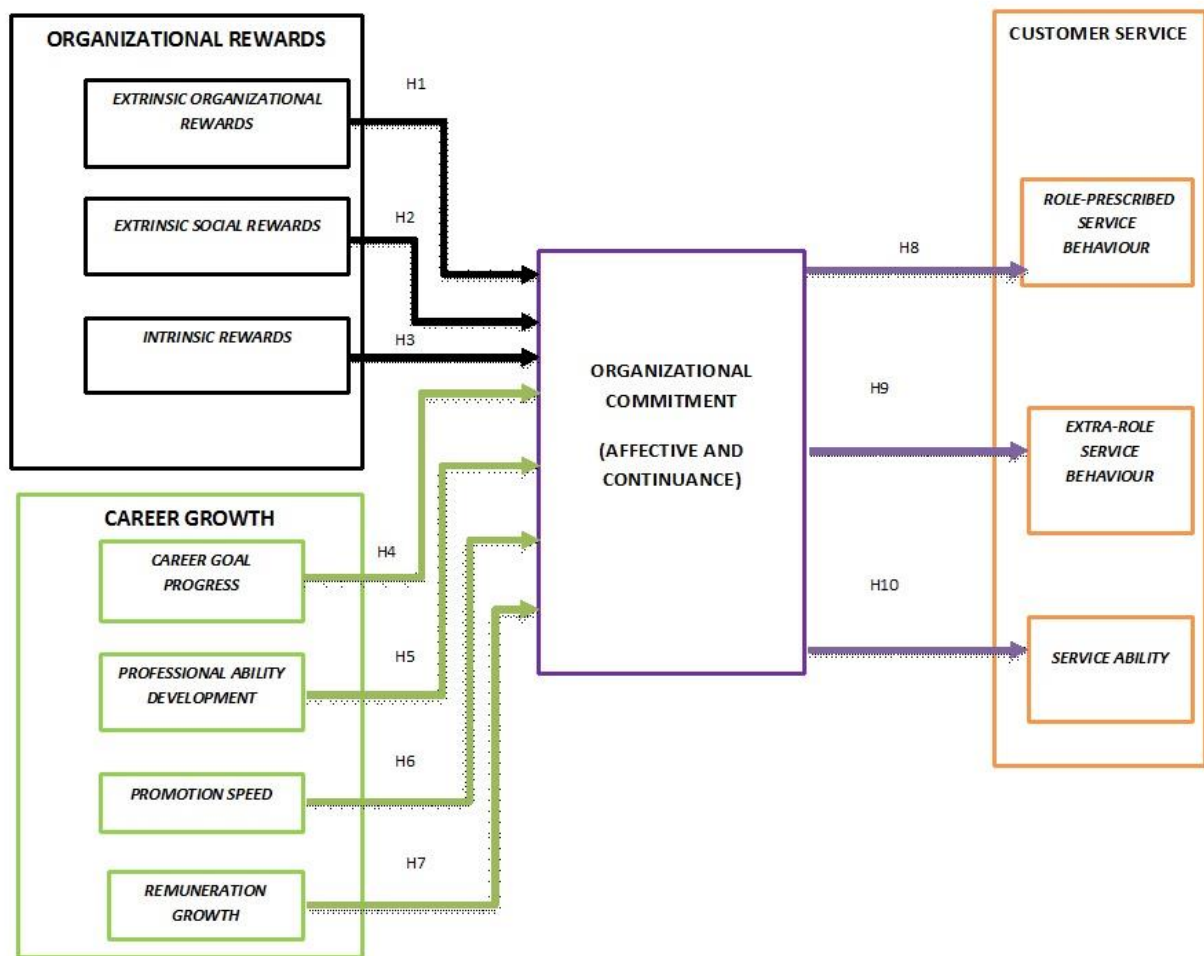 ORGANIZATIONAL REWARDS
EXTRINSIC ORGANIZATIONAL
REWARDS
H1
EXTRINSIC SOCIAL REWARDS
H2
INTRINSIC REWARDS
H3
CAREER GROWTH
CAREER GOAL
PROGRESS
H4
PROFESSIONAL ABILITY
DEVELOPMENT
H5
PROMOTION SPEED
H6
REMUNERATION
GROWTH
H7
ORGANIZATIONAL
COMMITMENT
(AFFECTIVE AND
CONTINUANCE)
H8
H9
H10
CUSTOMER SERVICE
ROLE-PRESCRIBED
SERVICE
BEHAVIOUR
EXTRA-ROLE
SERVICE
BEHAVIOUR
SERVICE ABILITY